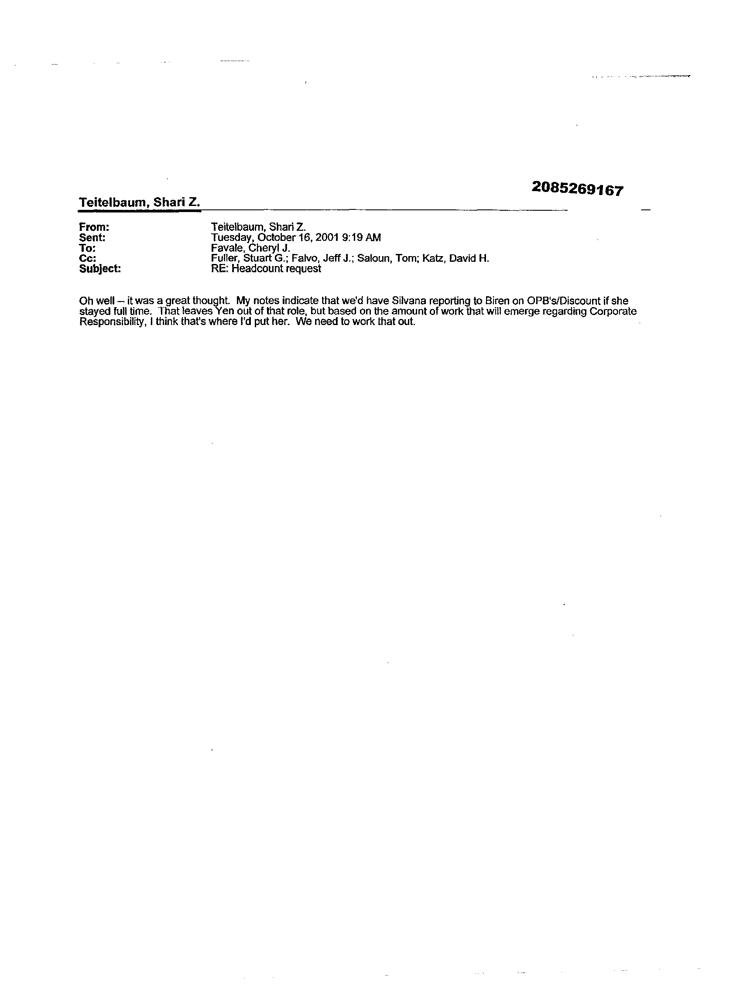 2085269167
Teitelbaum, Shari Z.
From: Teitelbaum, Shari Z.
Sent: Tuesday, October 16, 2001 9:19 AM
To: Favale, Cheryl J.
Cc: Fuller, Stuart G.; Falvo, Jeff J.; Saloun, Tom; Katz, David H.
Subject: RE: Headcount request
Oh well – it was a great thought. My notes indicate that we'd have Silvana reporting to Biren on OPB's/Discount if she
stayed full time. That leaves Yen out of that role, but based on the amount of work that will emerge regarding Corporate
Responsibility, I think that's where I'd put her. We need to work that out.